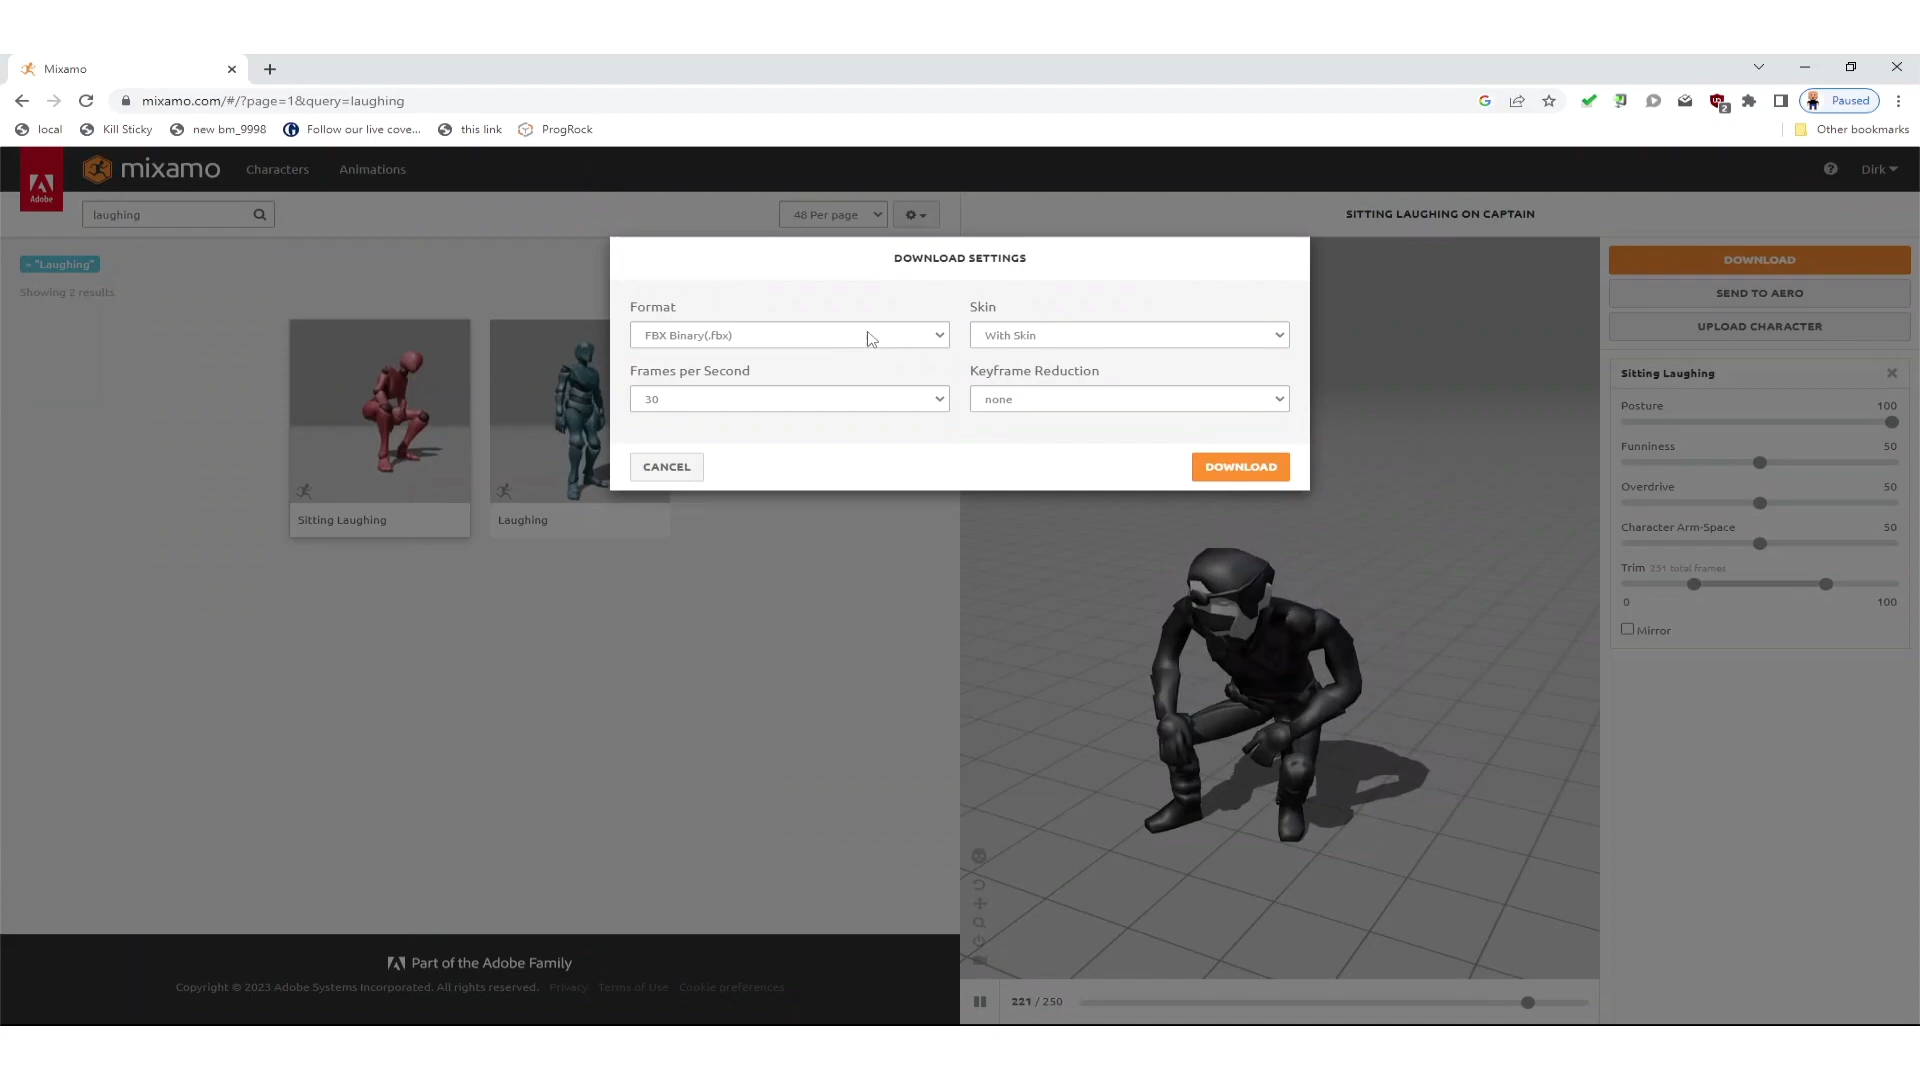 Mixamo
mixamo.com/#/?page=1&query=laughing
Paused
local
Kill Sticky
new bm_9998
Follow our live cove...
this link
ProgRock
Other bookmarks
Adobe
mixamo
Characters
Animations
Dirk
laughing
48 Per page
SITTING LAUGHING ON CAPTAIN
"Laughing"
Showing 2 results
DOWNLOAD SETTINGS
Format
Skin
FBX Binary(.fbx)
With Skin
Frames per Second
Keyframe Reduction
30
none
CANCEL
DOWNLOAD
Sitting Laughing
Laughing
DOWNLOAD
SEND TO AERO
UPLOAD CHARACTER
Sitting Laughing
Posture 100
Funniness 50
Overdrive 50
Character Arm-Space 50
Trim 251 total frames
0 100
Mirror
221 / 250
Part of the Adobe Family
Copyright © 2023 Adobe Systems Incorporated. All rights reserved. Privacy Terms of Use Cookie preferences